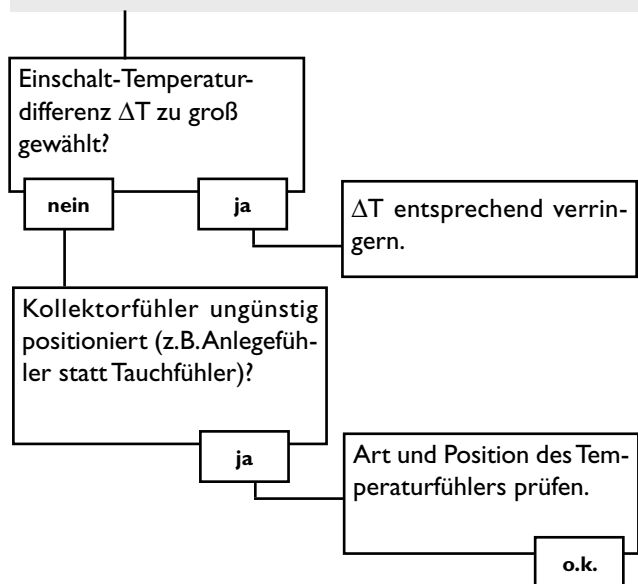 Einschalt-Temperatur-
differenz ΔT zu groß
gewählt?
nein
ja
ΔT entsprechend verrin-
gern.
Kollektorfühler ungünstig
positioniert (z.B. Anlegefüh-
ler statt Tauchfühler)?
ja
Art und Position des Tem-
peraturfühlers prüfen.
o.k.